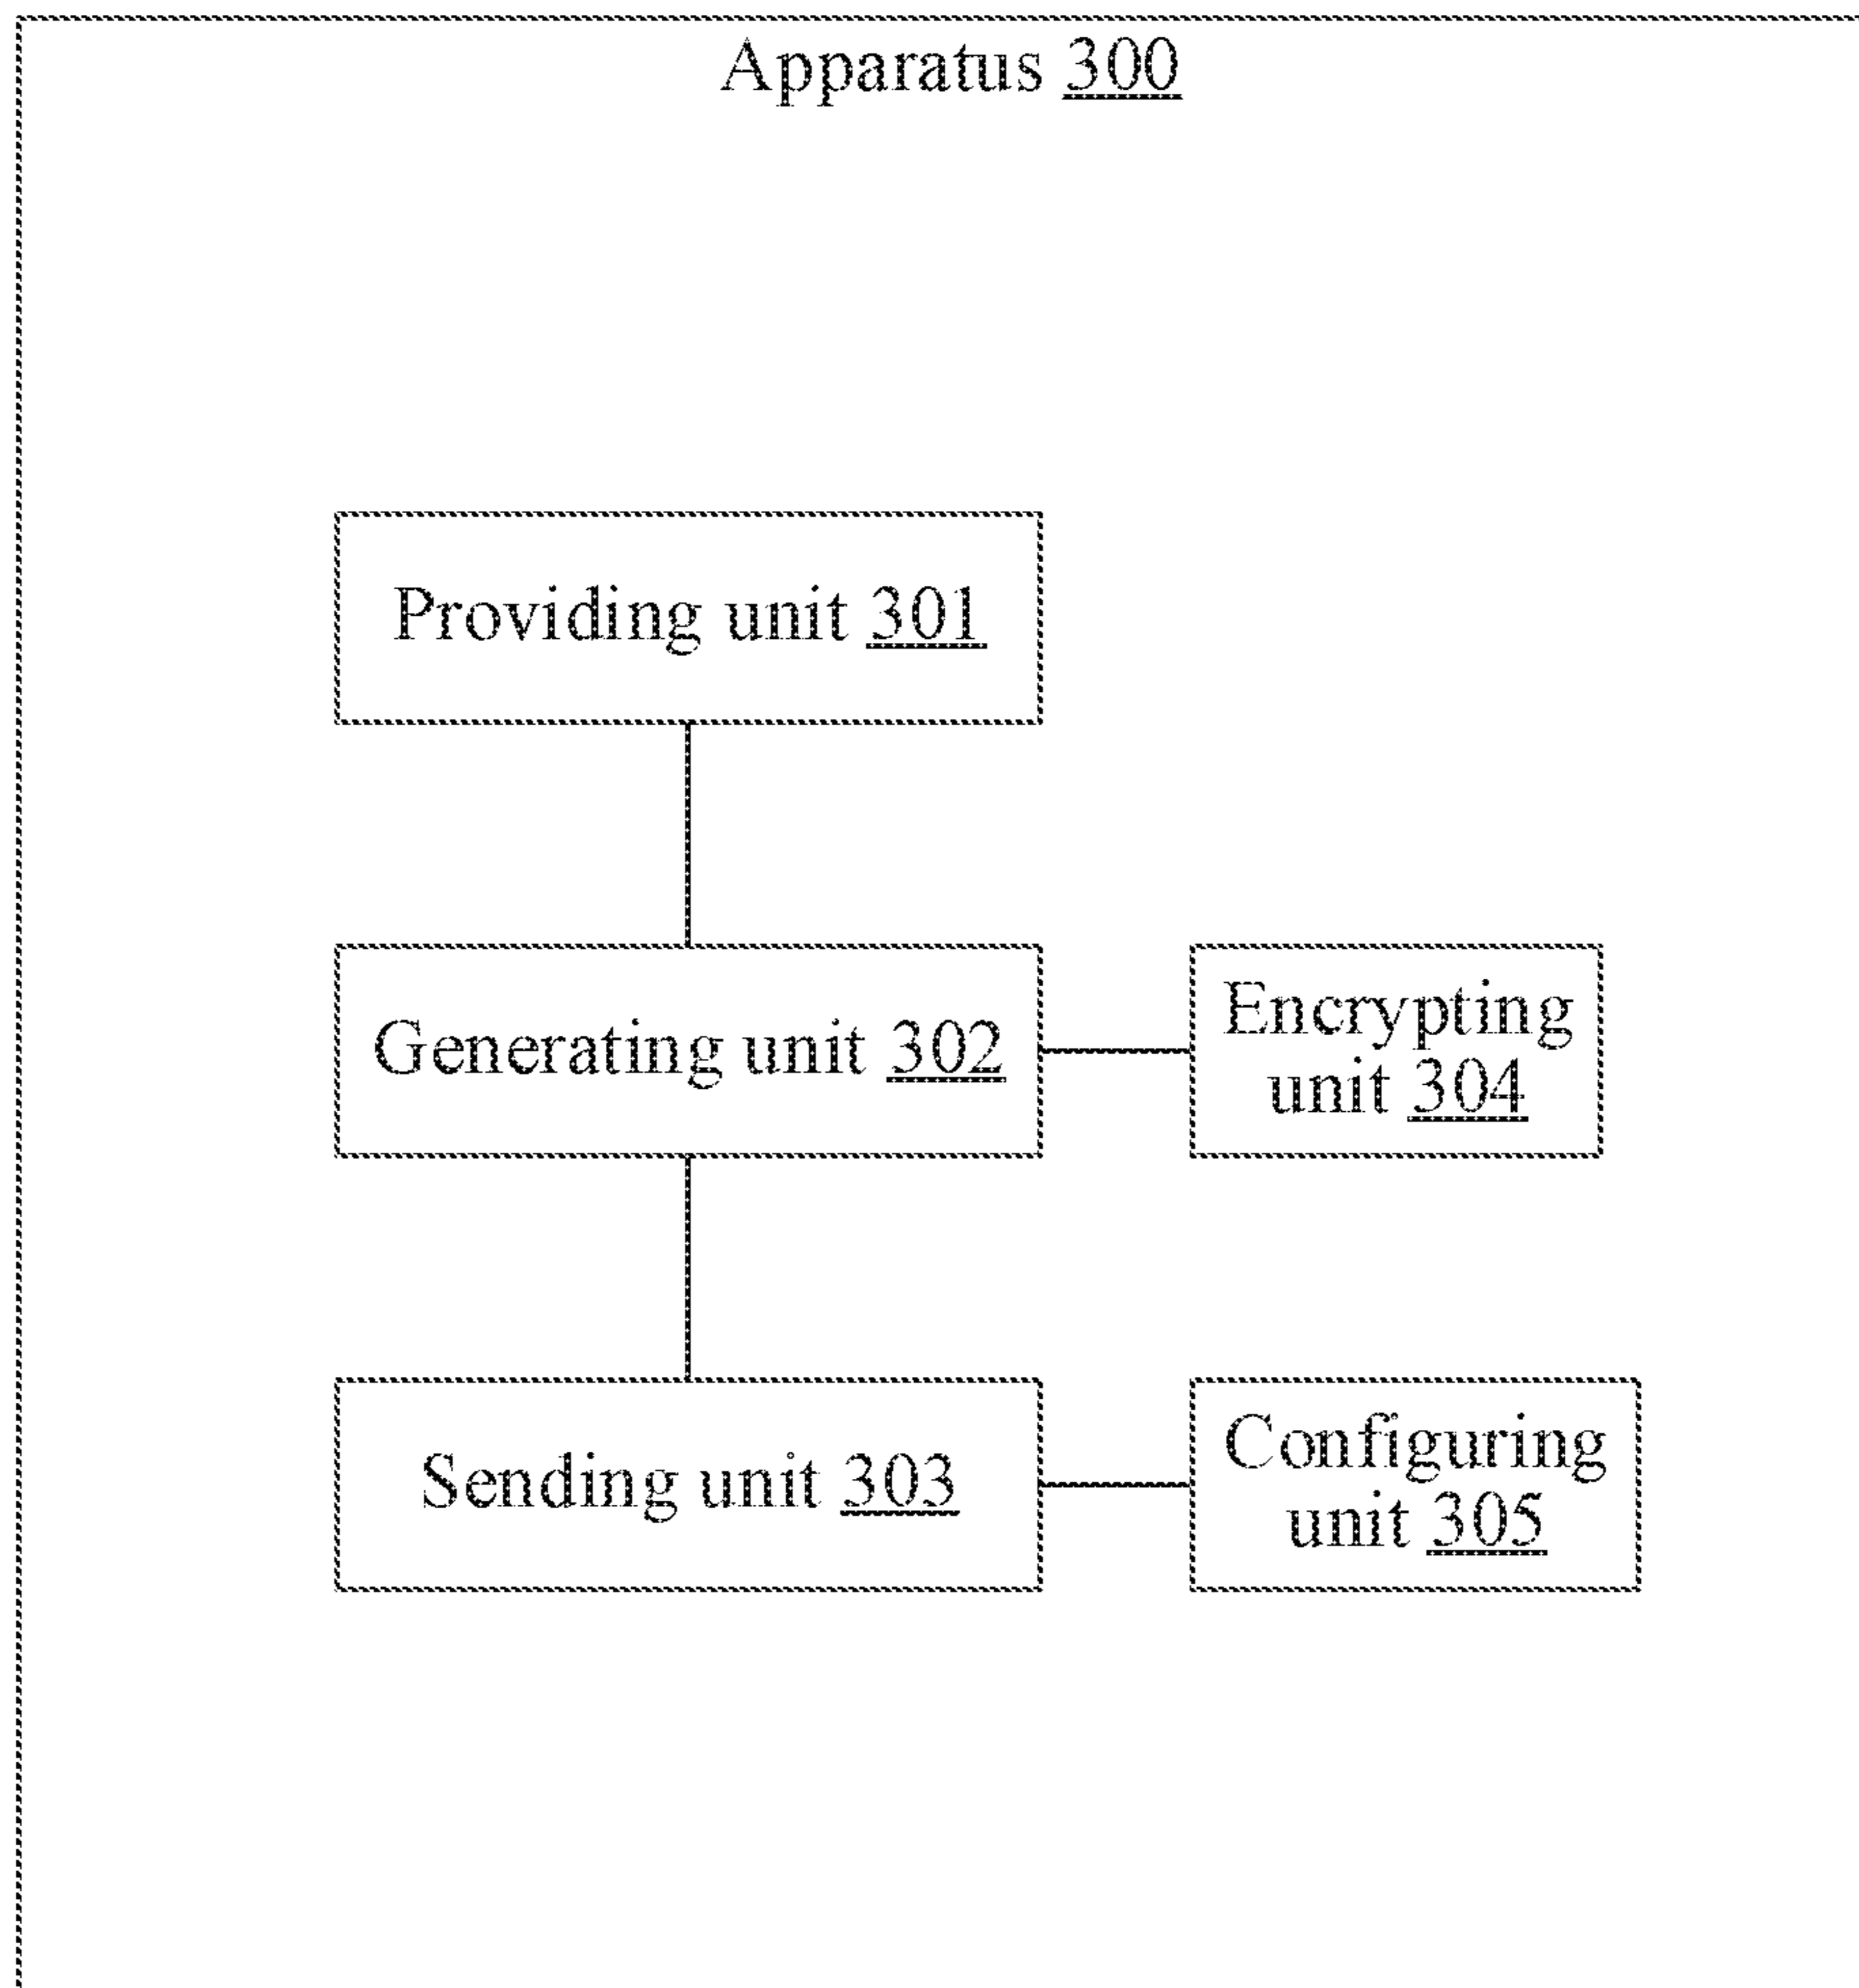 Apparatus 300
Providing unit 301
Generating unit 302
Encrypting
unit 304
Sending unit 303
Configuring
unit 305